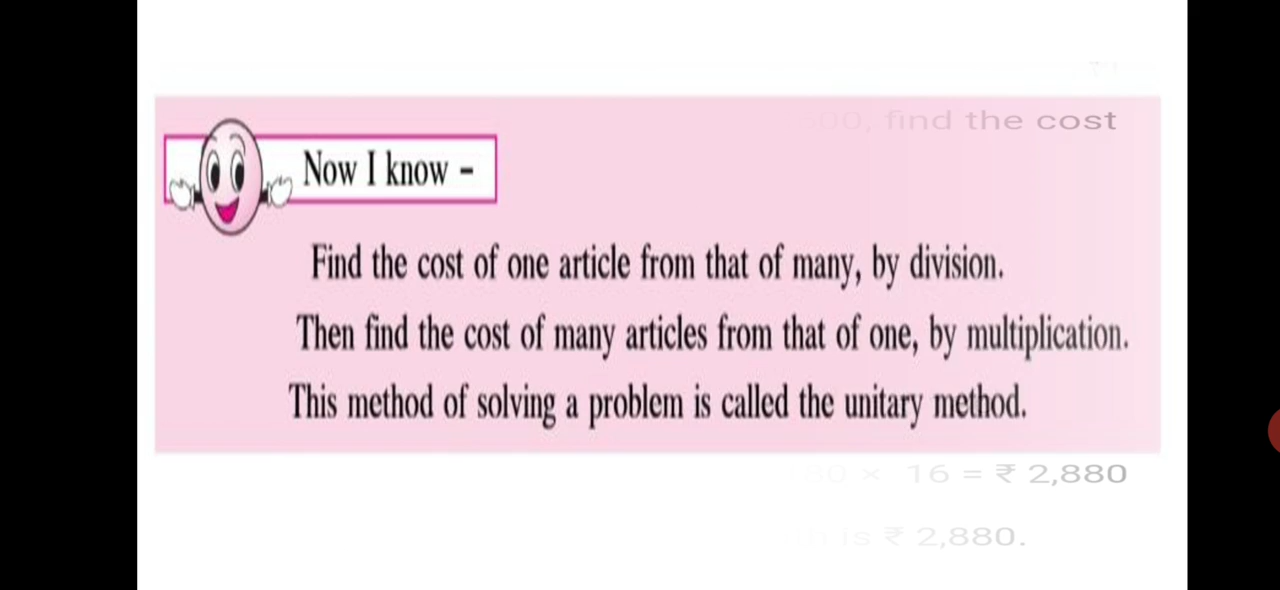 find the cost
Now I know -
Find the cost of one article from that of many, by division.
Then find the cost of many articles from that of one, by multiplication.
This method of solving a problem is called the unitary method.
× 16 = ₹ 2,880
is ₹ 2,880.